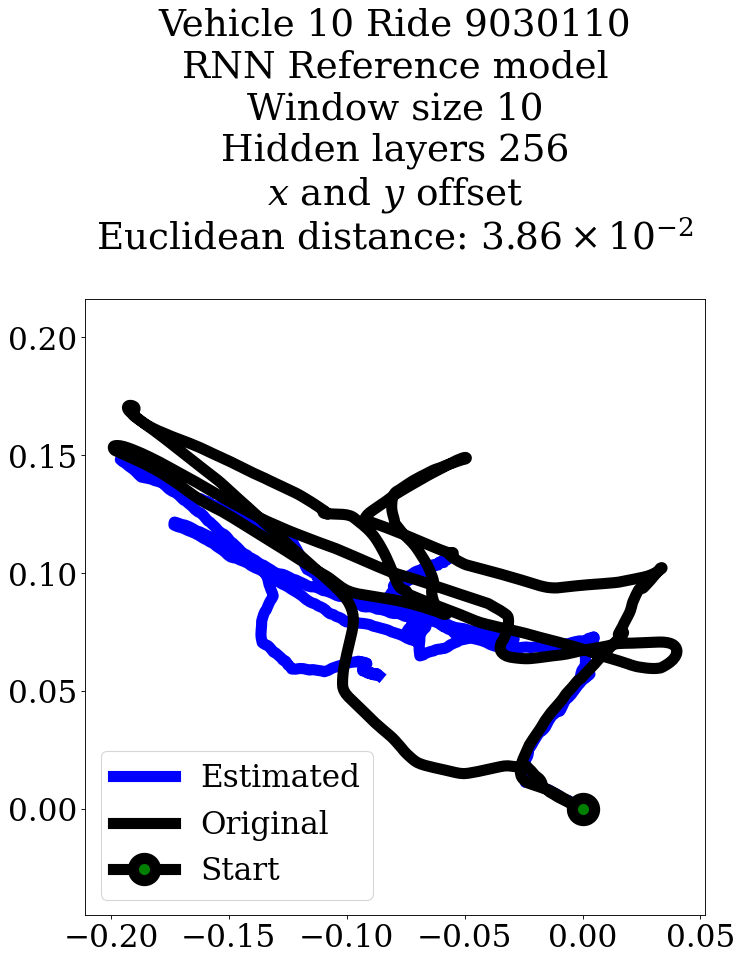 Vehicle 10 Ride 9030110
RNN Reference model
Window size 10
Hidden layers 256
x and y offset
Euclidean distance: 3.86 × 10⁻²
0.20
0.15
0.10
0.05
0.00
Estimated
Original
Start
−0.20 −0.15 −0.10 −0.05 0.00 0.05